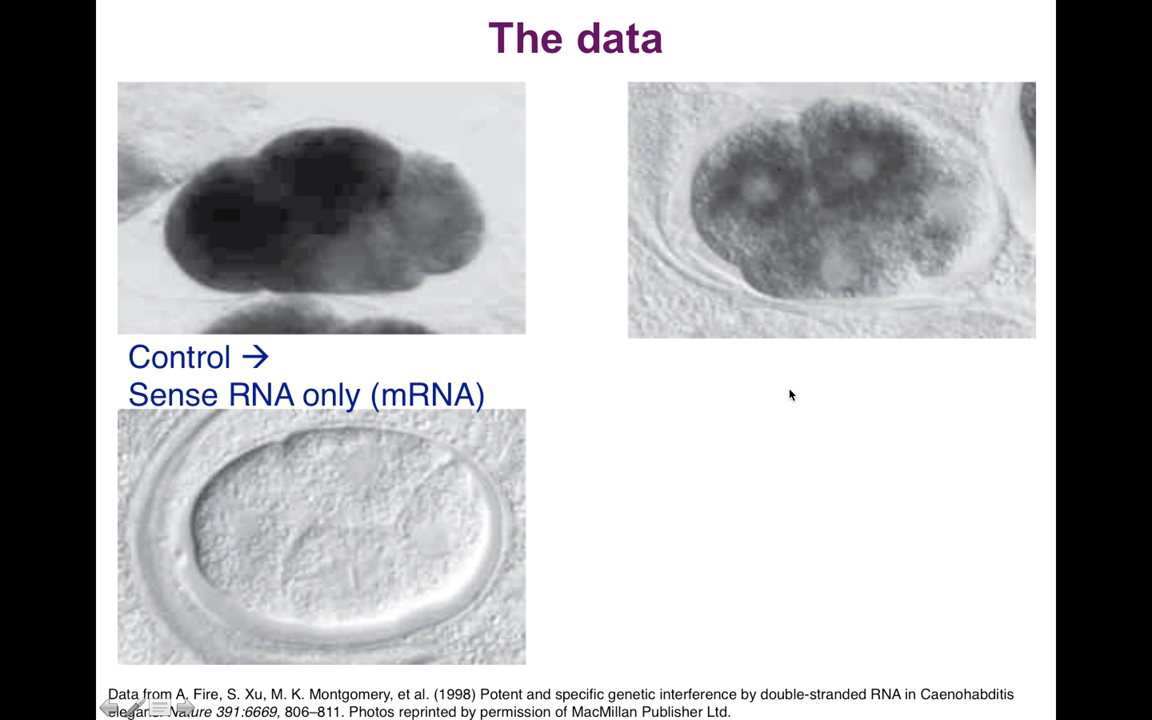 The data
Control →
Sense RNA only (mRNA)
Data from A. Fire, S. Xu, M. K. Montgomery, et al. (1998) Potent and specific genetic interference by double-stranded RNA in Caenohabditis
elegans. Nature 391:6669, 806–811. Photos reprinted by permission of MacMillan Publisher Ltd.